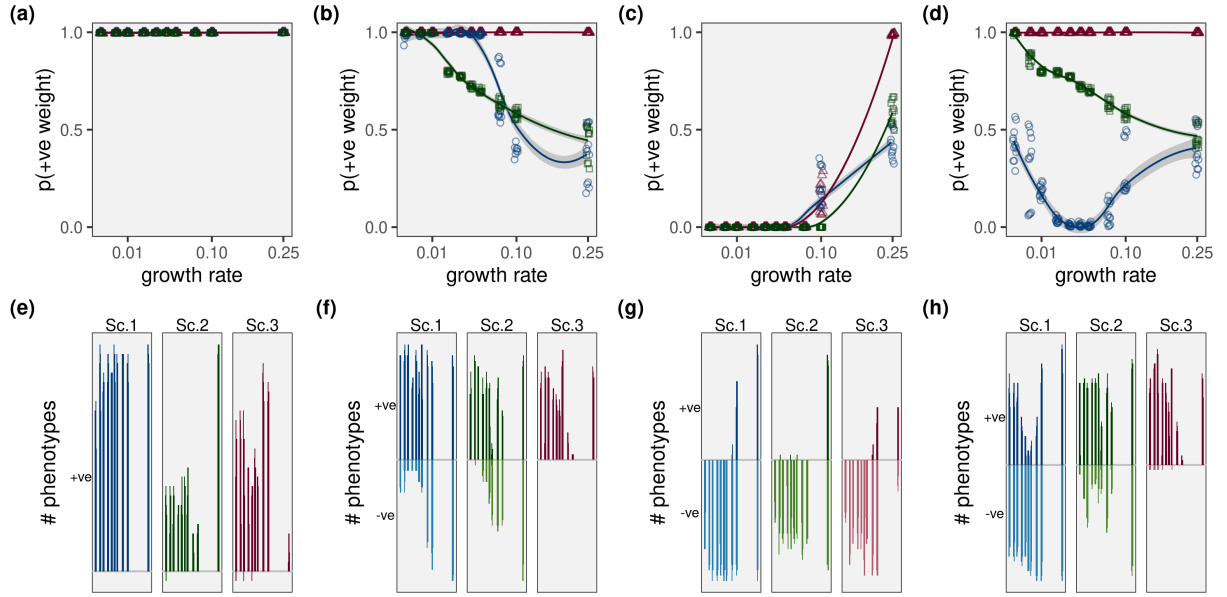 (a) (b) (c) (d)
p(+ve weight) 1.0 0.5 0.0 0.01 0.10 0.25 growth rate
p(+ve weight) 1.0 0.5 0.0 0.01 0.10 0.25 growth rate
p(+ve weight) 1.0 0.5 0.0 0.01 0.10 0.25 growth rate
p(+ve weight) 1.0 0.5 0.0 0.01 0.10 0.25 growth rate
(e) (f) (g) (h)
# phenotypes +ve Sc.1 Sc.2 Sc.3
# phenotypes +ve -ve Sc.1 Sc.2 Sc.3
# phenotypes +ve -ve Sc.1 Sc.2 Sc.3
# phenotypes +ve -ve Sc.1 Sc.2 Sc.3